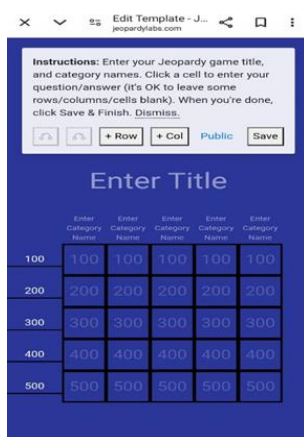 Edit Template - J...
jeopardylabs.com
Instructions: Enter your Jeopardy game title,
and category names. Click a cell to enter your
question/answer (it's OK to leave some
rows/columns/cells blank). When you're done,
click Save & Finish. Dismiss.
+ Row + Col Public Save
Enter Title
Enter Category Name Enter Category Name Enter Category Name Enter Category Name Enter Category Name
100 100 100 100 100 100
200 200 200 200 200 200
300 300 300 300 300 300
400 400 400 400 400 400
500 500 500 500 500 500